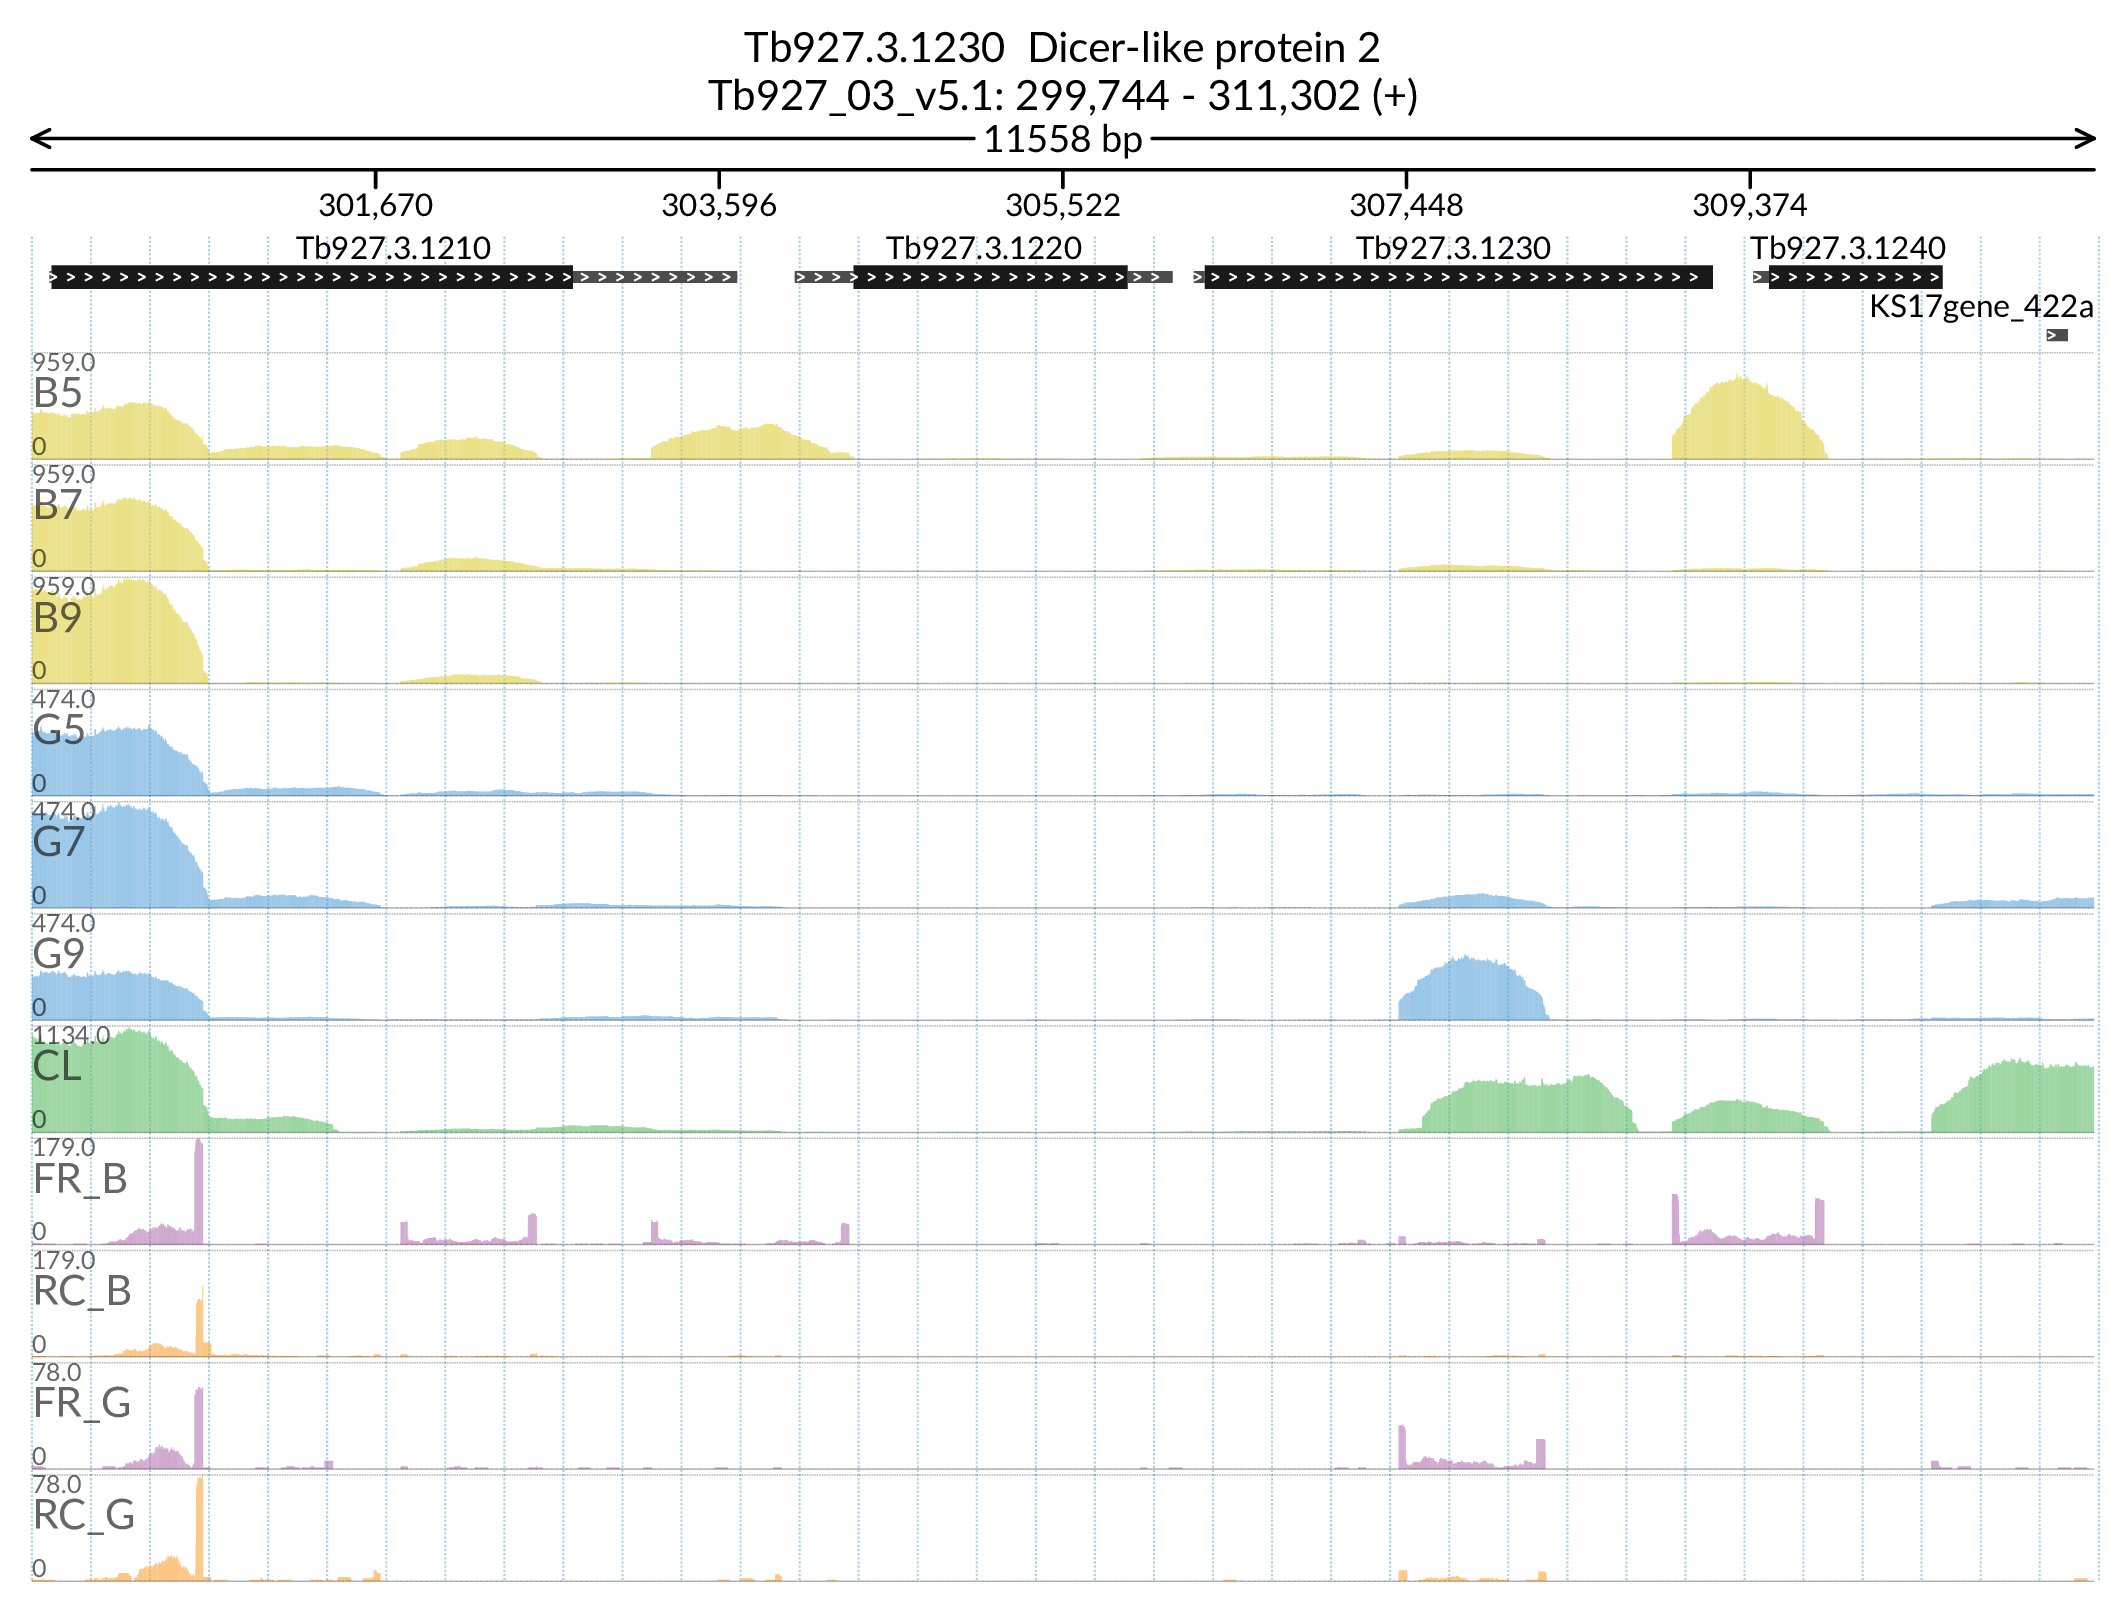 Tb927.3.1230  Dicer-like protein 2
Tb927_03_v5.1: 299,744 - 311,302 (+)
11558 bp
301,670 303,596 305,522 307,448 309,374
Tb927.3.1210 Tb927.3.1220 Tb927.3.1230 Tb927.3.1240
KS17gene_422a
959.0
B5
0
959.0
B7
0
959.0
B9
0
474.0
G5
0
474.0
G7
0
474.0
G9
0
1134.0
CL
0
179.0
FR_B
0
179.0
RC_B
0
78.0
FR_G
0
78.0
RC_G
0